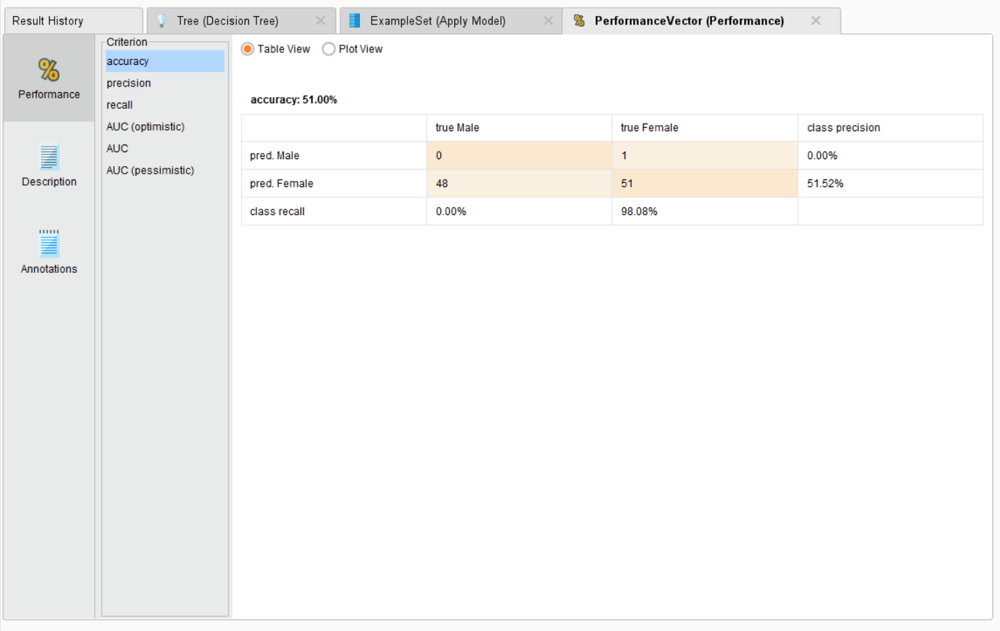 Result History
Tree (Decision Tree)
ExampleSet (Apply Model)
PerformanceVector (Performance)
%
Performance
Description
Annotations
Criterion
accuracy
precision
recall
AUC (optimistic)
AUC
AUC (pessimistic)
Table View Plot View
accuracy: 51.00%
true Male true Female class precision
pred. Male 0 1 0.00%
pred. Female 48 51 51.52%
class recall 0.00% 98.08%